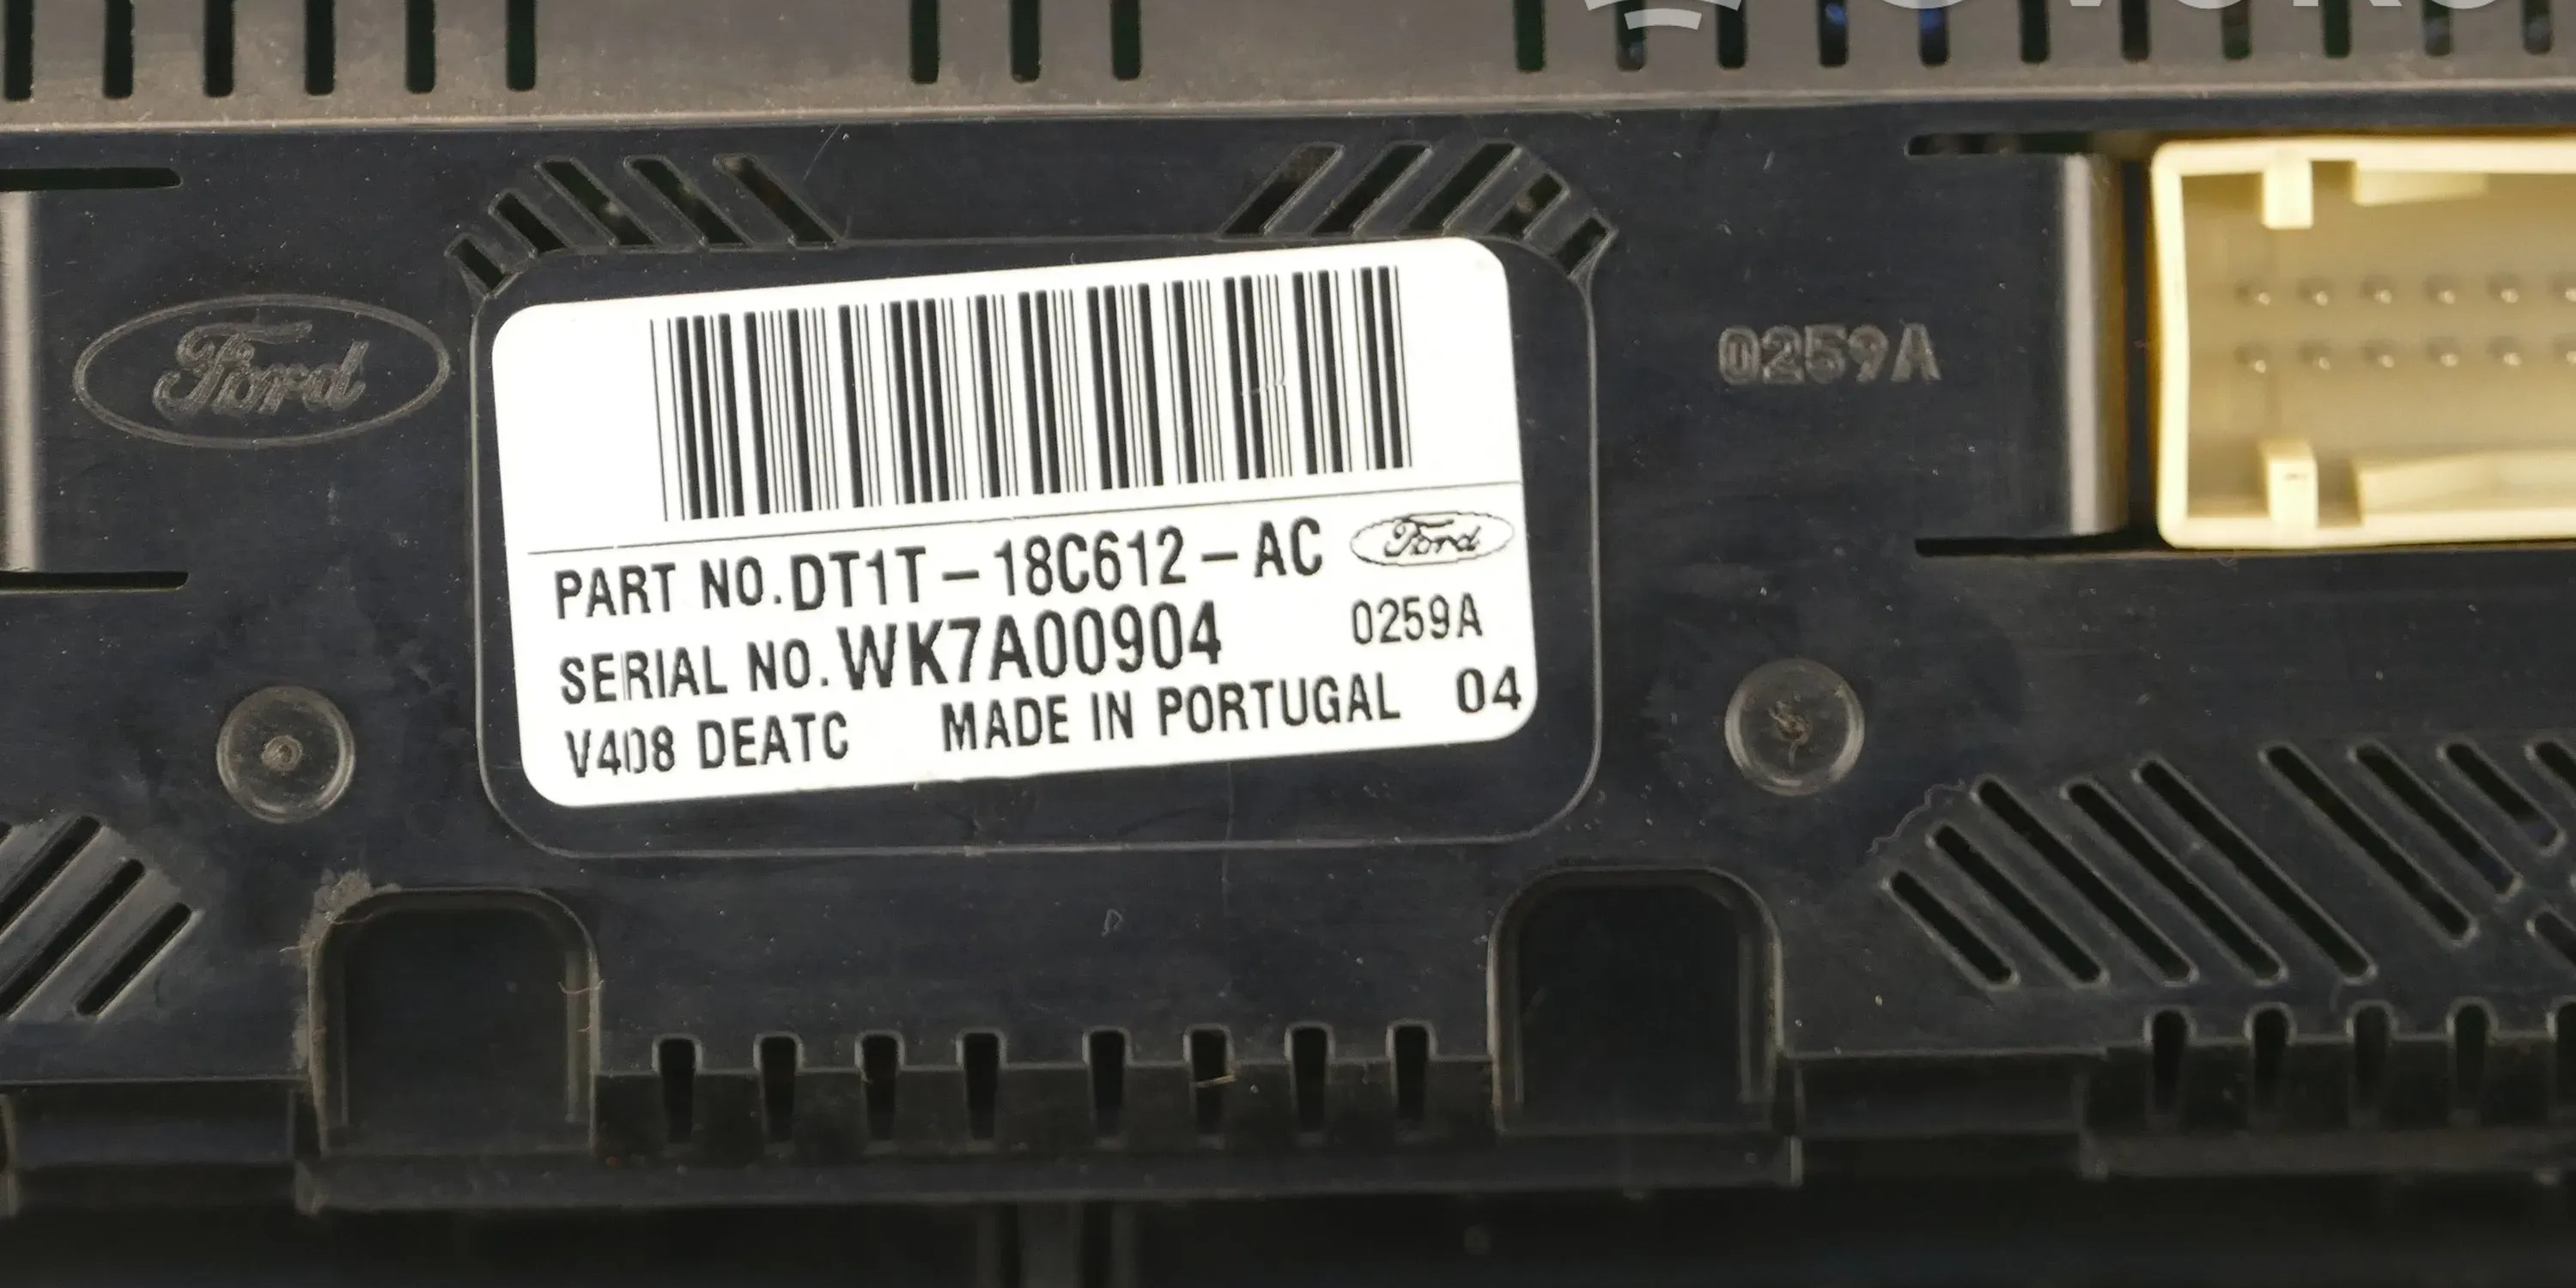 Ford
0259A
PART NO.DT1T-18C612-AC Ford
SERIAL NO.WK7A00904 0259A
V408 DEATC MADE IN PORTUGAL 04